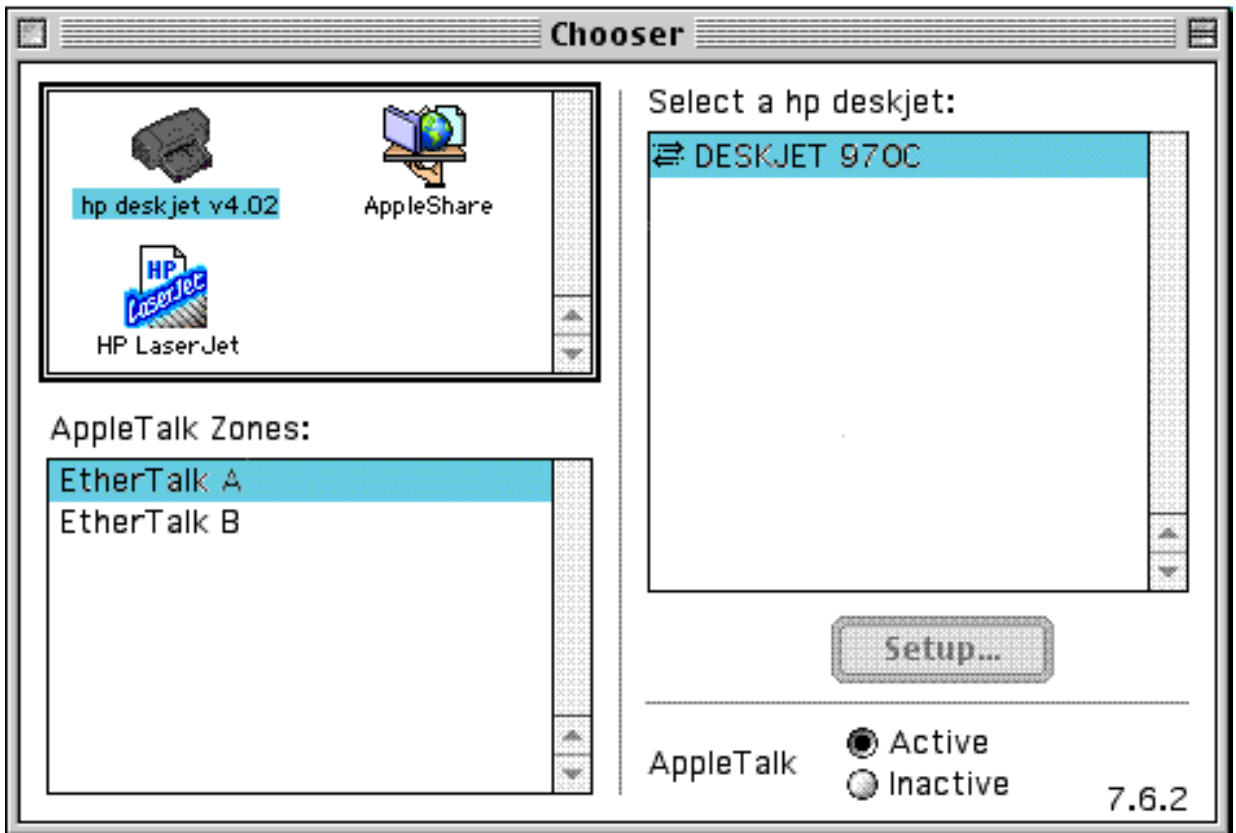 Chooser
hp deskjet v4.02
AppleShare
HP
LaserJet
HP LaserJet
AppleTalk Zones:
EtherTalk A
EtherTalk B
Select a hp deskjet:
DESKJET 970C
Setup...
AppleTalk
Active
Inactive
7.6.2